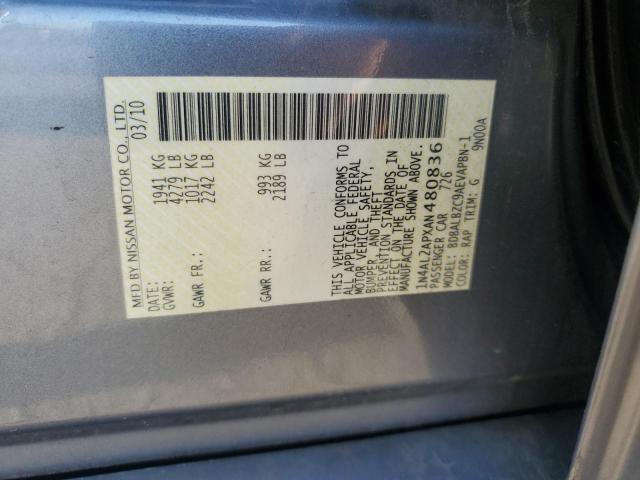 MFD BY NISSAN MOTOR CO., LTD.
DATE: 03/10
GVWR: 1941 KG
4279 LB
GAWR FR.: 1017 KG
2242 LB
GAWR RR.: 993 KG
2189 LB
THIS VEHICLE CONFORMS TO
ALL APPLICABLE FEDERAL
MOTOR VEHICLE SAFETY,
BUMPER, AND THEFT
PREVENTION STANDARDS IN
EFFECT ON THE DATE OF
MANUFACTURE SHOWN ABOVE.
1N4AL2APXAN480836
PASSENGER CAR 726
MODEL: BDBALBZC9AEVAPBN-1
COLOR: RAP TRIM: G 9N00A